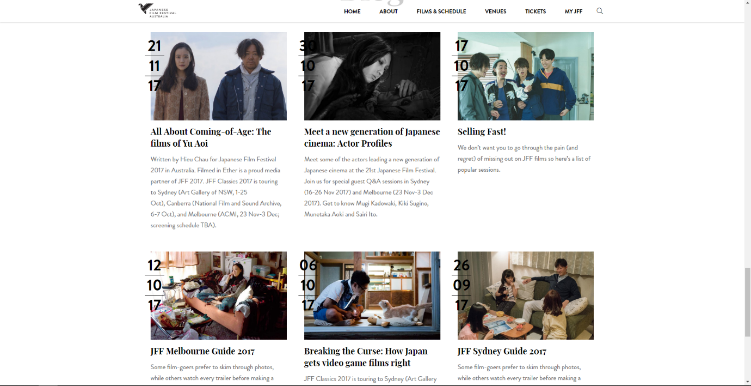 JAPANESE
FILM FESTIVAL
AUSTRALIA
HOME ABOUT FILMS & SCHEDULE VENUES TICKETS MY JFF
21
11
17
All About Coming-of-Age: The
films of Yu Aoi
Written by Hieu Chau for Japanese Film Festival
2017 in Australia. Filmed in Ether is a proud media
partner of JFF 2017. JFF Classics 2017 is touring
to Sydney (Art Gallery of NSW, 1-25
Oct), Canberra (National Film and Sound Archive,
6-7 Oct), and Melbourne (ACMI, 23 Nov-3 Dec,
screening schedule TBA).
30
10
17
Meet a new generation of Japanese
cinema: Actor Profiles
Meet some of the actors leading a new generation of
Japanese cinema at the 21st Japanese Film Festival.
Join us for special guest Q&A sessions in Sydney
(16-26 Nov 2017) and Melbourne (23 Nov-3 Dec
2017). Get to know Mugi Kadowaki, Kiki Sugino,
Munetaka Aoki and Sairi Ito.
17
10
17
Selling Fast!
We don't want you to go through the pain (and
regret) of missing out on JFF films so here's a list of
popular sessions.
12
10
17
JFF Melbourne Guide 2017
Some film-goers prefer to skim through photos,
while others watch every trailer before making a
06
10
17
Breaking the Curse: How Japan
gets video game films right
JFF Classics 2017 is touring to Sydney (Art Gallery
26
09
17
JFF Sydney Guide 2017
Some film-goers prefer to skim through photos,
while others watch every trailer before making a